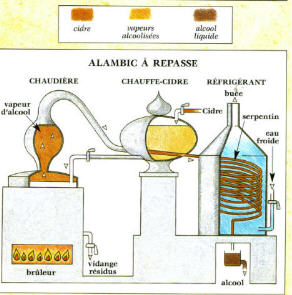 cidre
vapeurs
alcoolisées
alcool
liquide
ALAMBIC À REPASSE
CHAUDIÈRE
CHAUFFE-CIDRE
RÉFRIGÉRANT
buée
vapeur
d'alcool
Cidre
serpentin
eau
froide
brûleur
vidange
résidus
alcool